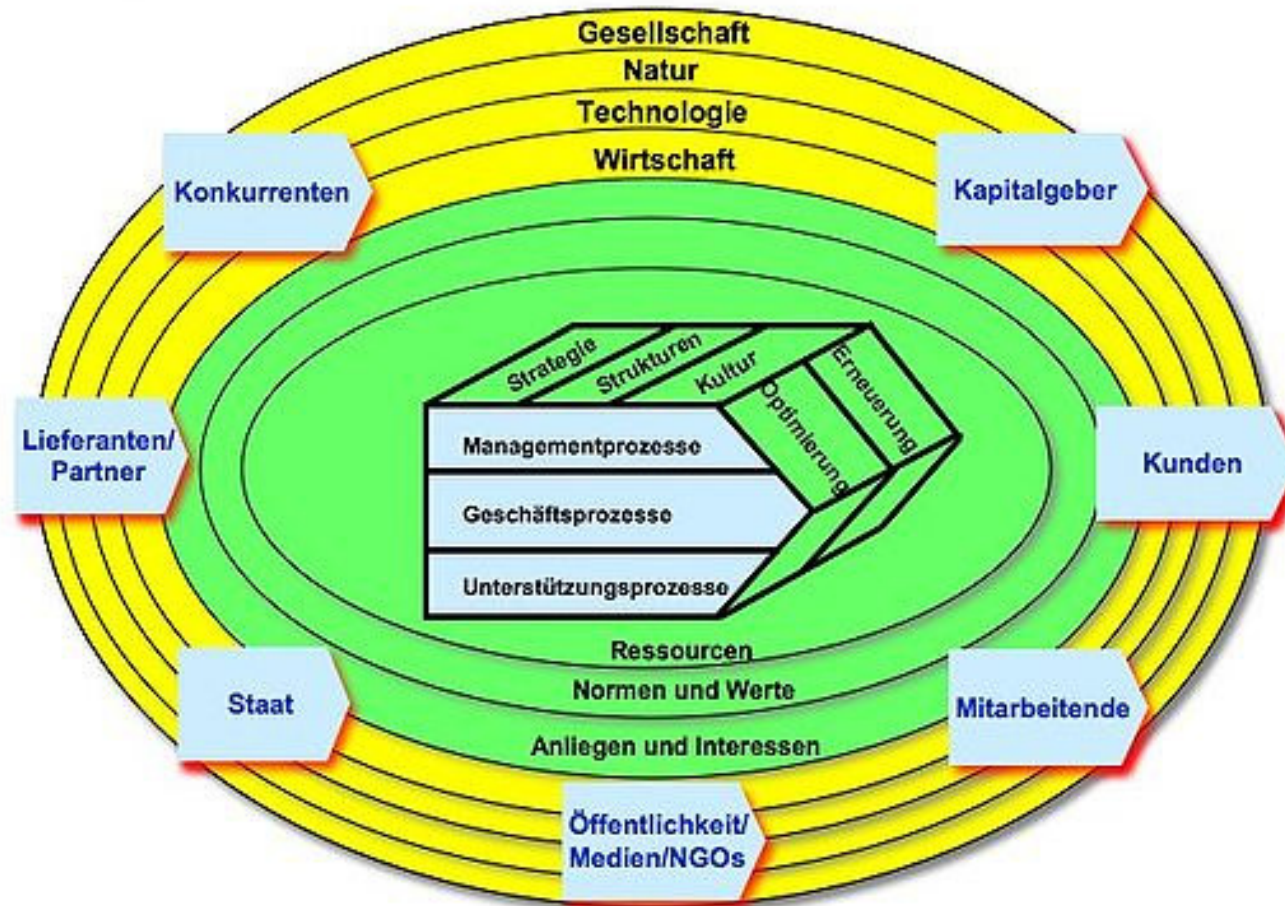 Gesellschaft
Natur
Technologie
Wirtschaft
Konkurrenten
Kapitalgeber
Strategie
Strukturen
Kultur
Optimierung
Erneuerung
Managementprozesse
Geschäftsprozesse
Unterstützungsprozesse
Lieferanten/
Partner
Kunden
Ressourcen
Normen und Werte
Anliegen und Interessen
Staat
Mitarbeitende
Öffentlichkeit/
Medien/NGOs